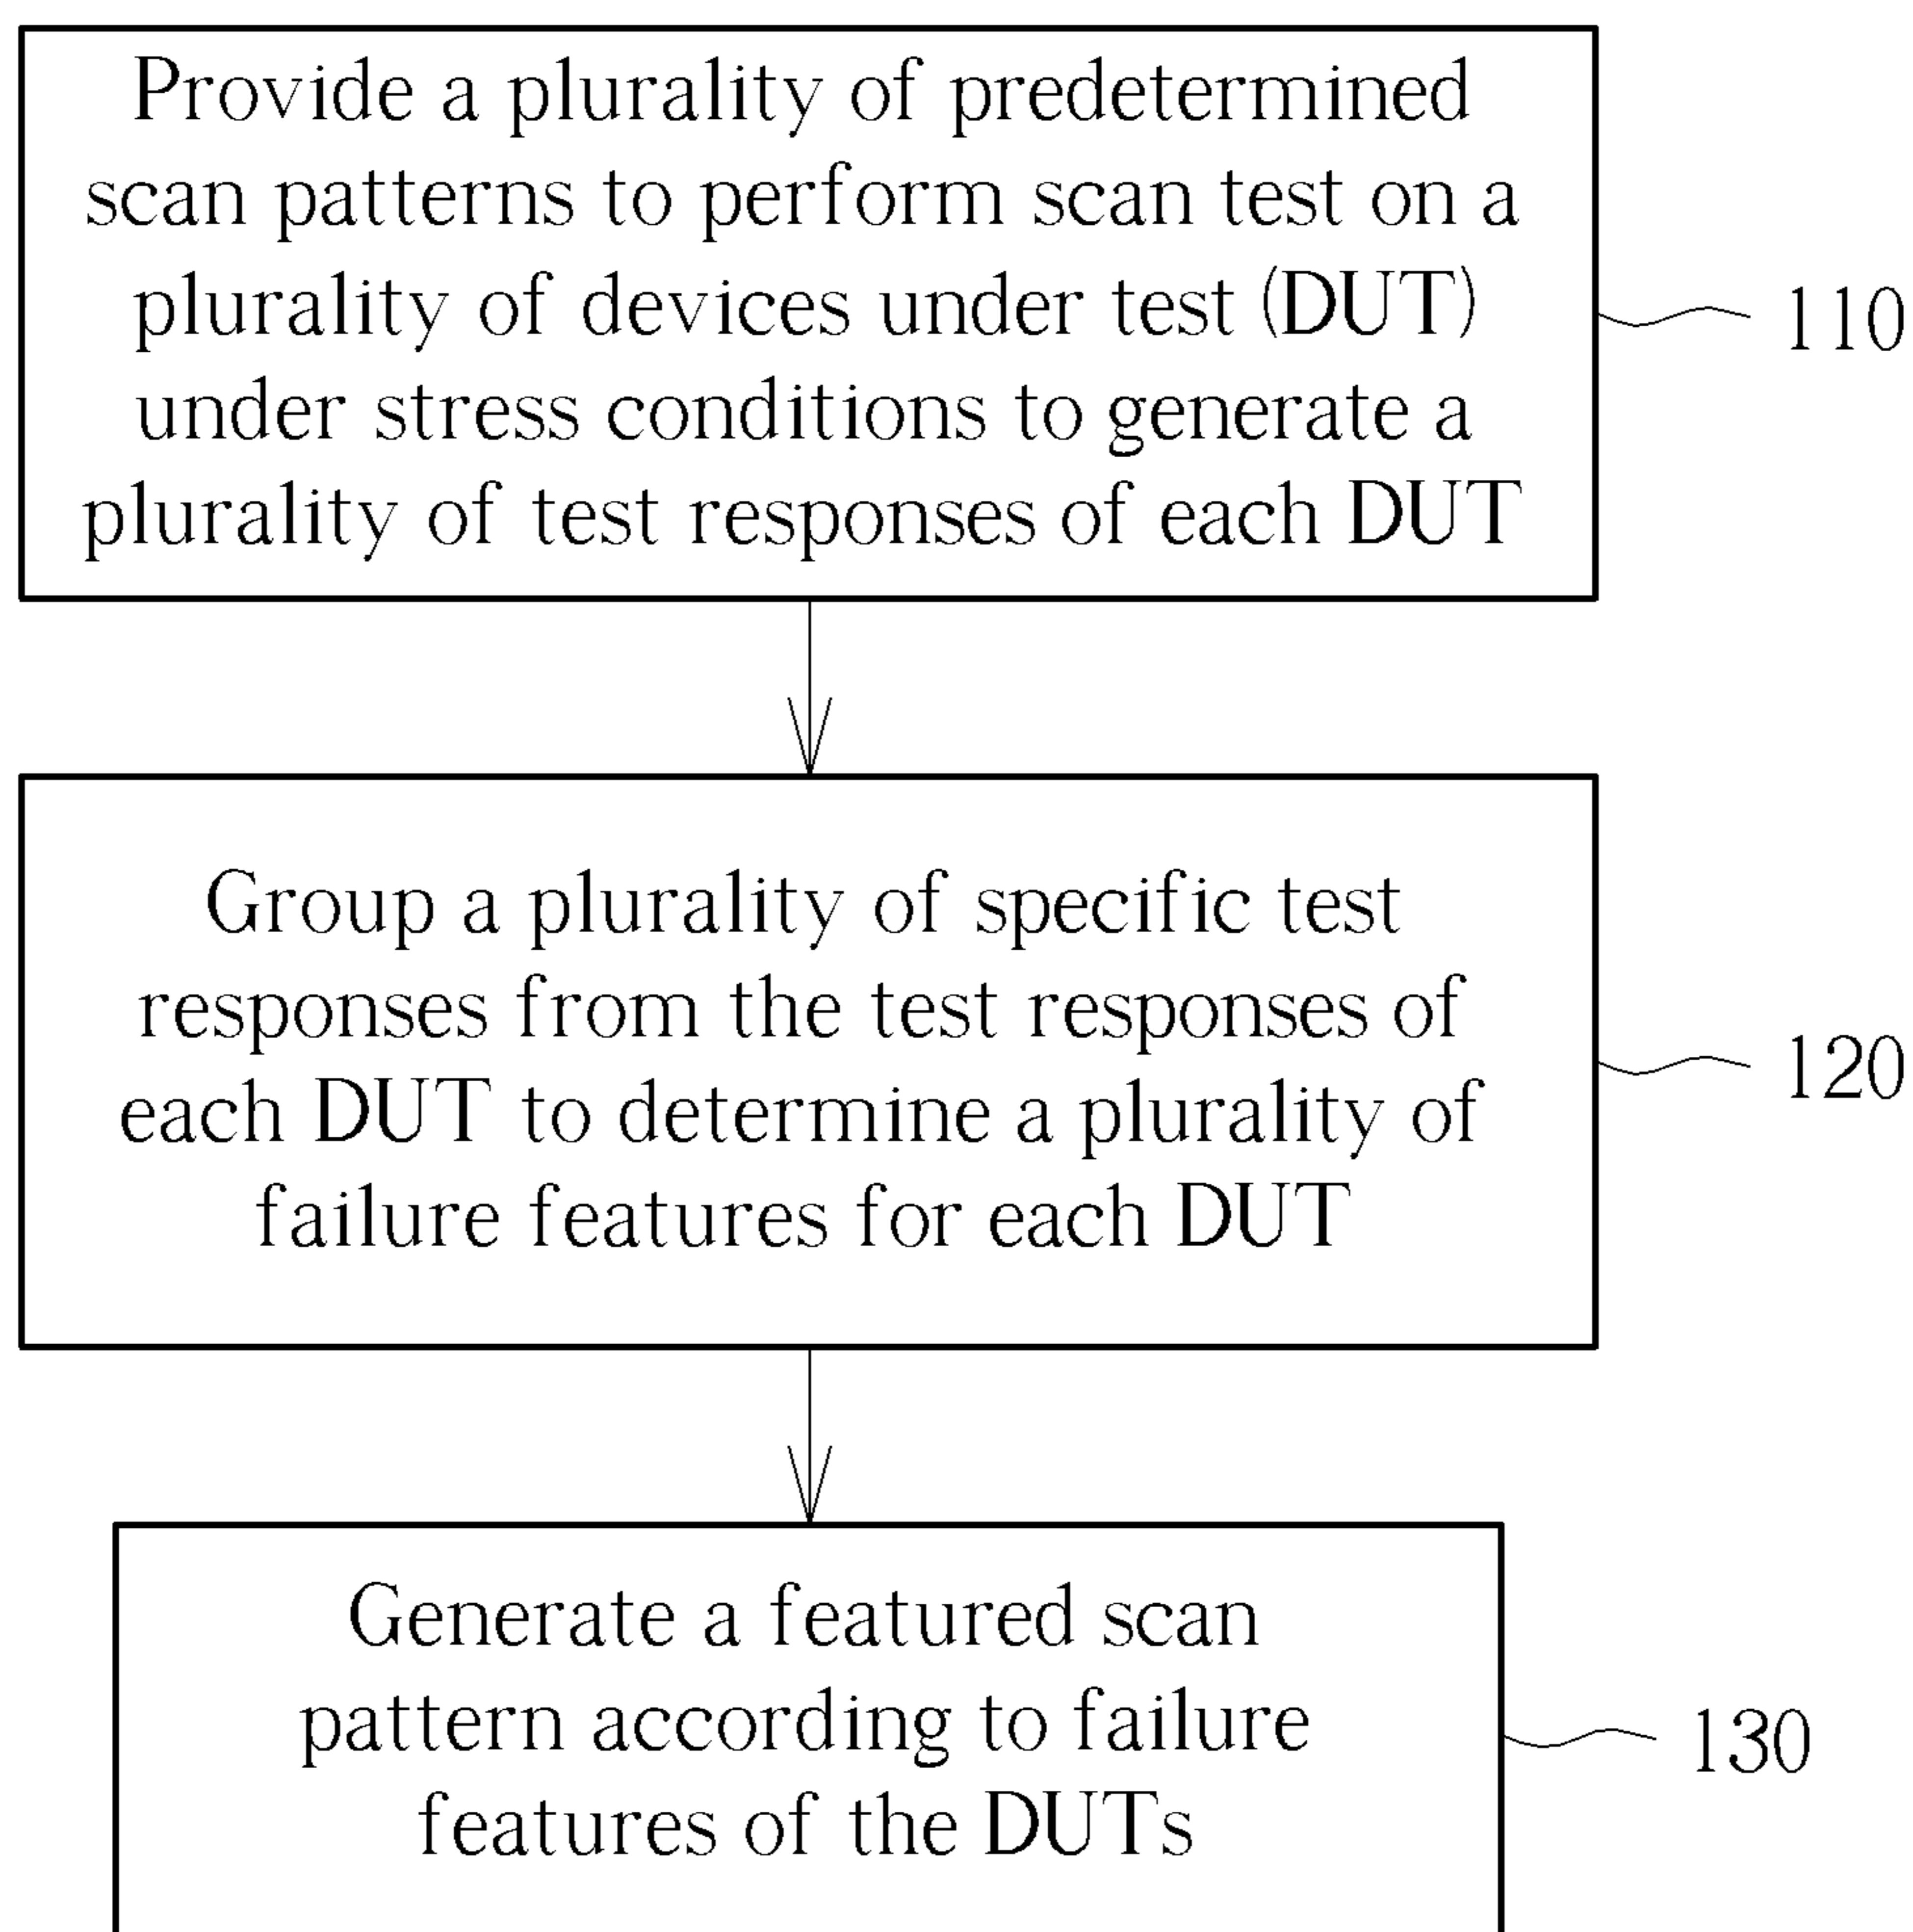 Provide a plurality of predetermined
scan patterns to perform scan test on a
plurality of devices under test (DUT)
under stress conditions to generate a
plurality of test responses of each DUT
110
Group a plurality of specific test
responses from the test responses of
each DUT to determine a plurality of
failure features for each DUT
120
Generate a featured scan
pattern according to failure
features of the DUTs
130